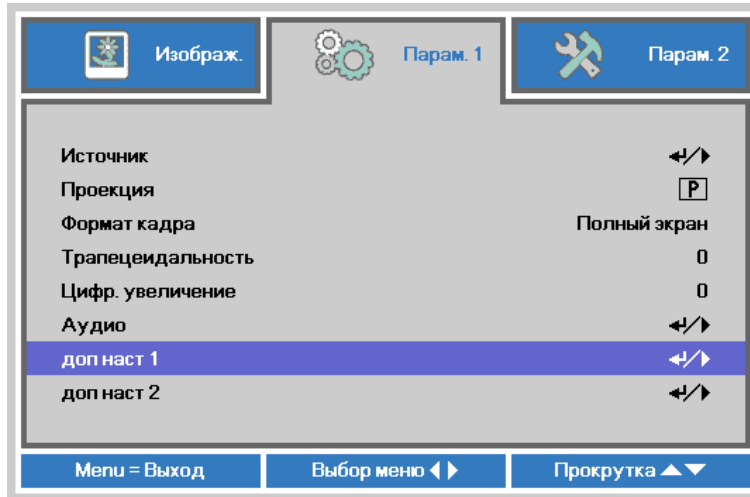 Изображ. Парам. 1 Парам. 2
Источник
Проекция P
Формат кадра Полный экран
Трапецеидальность 0
Цифр. увеличение 0
Аудио
доп наст 1
доп наст 2
Menu = Выход Выбор меню Прокрутка